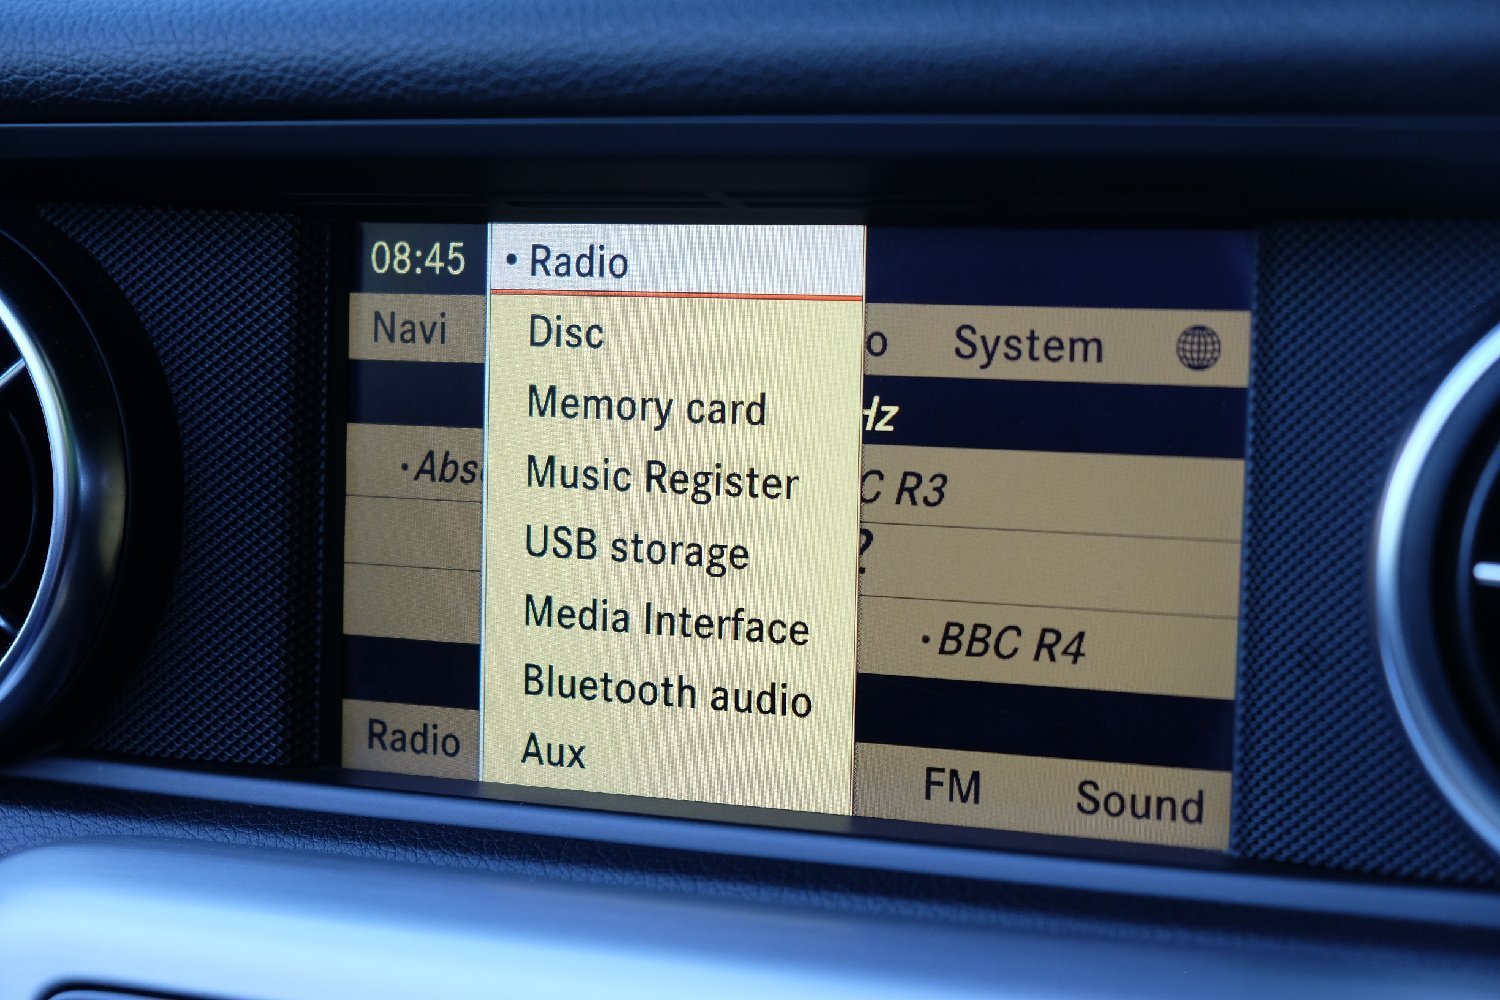 08:45
• Radio
Disc
Memory card
Music Register
USB storage
Media Interface
Bluetooth audio
Aux
Navi
System
R3
•BBC R4
Radio
FM
Sound